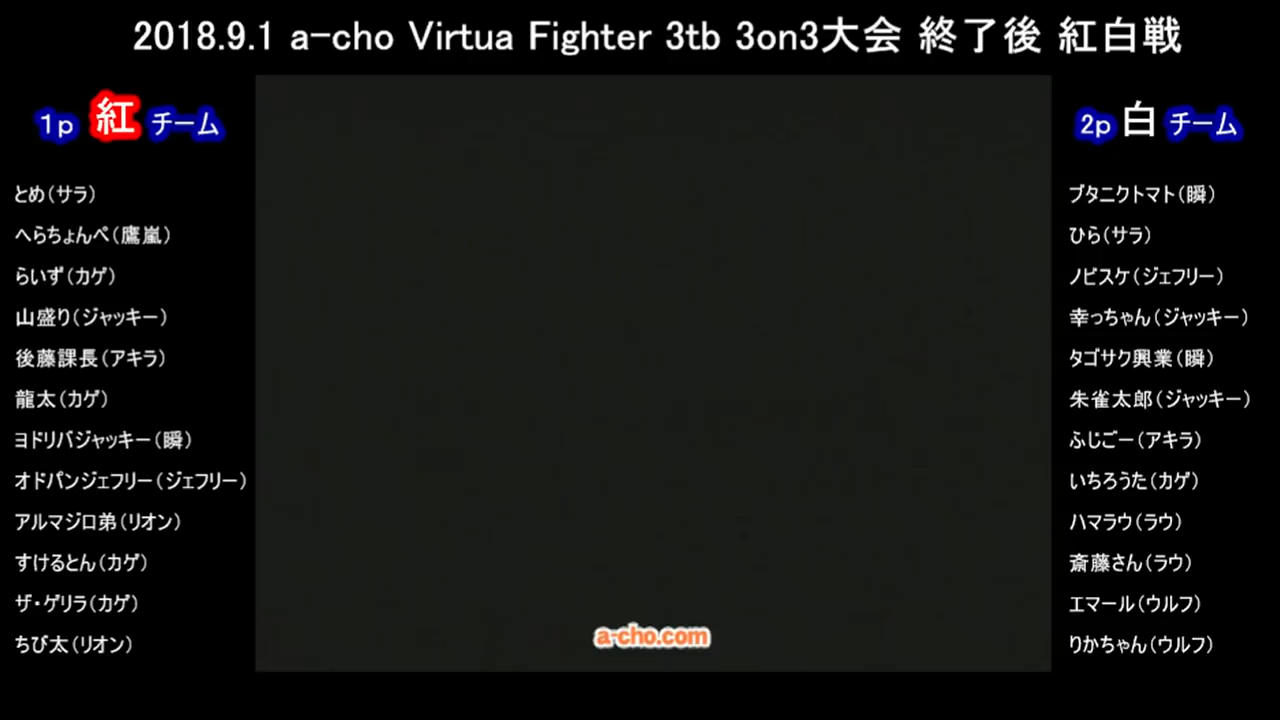 2018.9.1 a-cho Virtua Fighter 3tb 3on3大会 終了後 紅白戦
1p 紅 チーム
とめ(サラ)
へらちょんぺ(鷹嵐)
らいず(カゲ)
山盛り(ジャッキー)
後藤課長(アキラ)
龍太(カゲ)
ヨドリバジャッキー(瞬)
オドパンジェフリー(ジェフリー)
アルマジロ弟(リオン)
すけるとん(カゲ)
ザ・ゲリラ(カゲ)
ちび太(リオン)
a-cho.com
2p 白 チーム
ブタニクトマト(瞬)
ひら(サラ)
ノビスケ(ジェフリー)
幸っちゃん(ジャッキー)
タゴサク興業(瞬)
朱雀太郎(ジャッキー)
ふじごー(アキラ)
いちろうた(カゲ)
ハマラウ(ラウ)
斎藤さん(ラウ)
エマール(ウルフ)
りかちゃん(ウルフ)